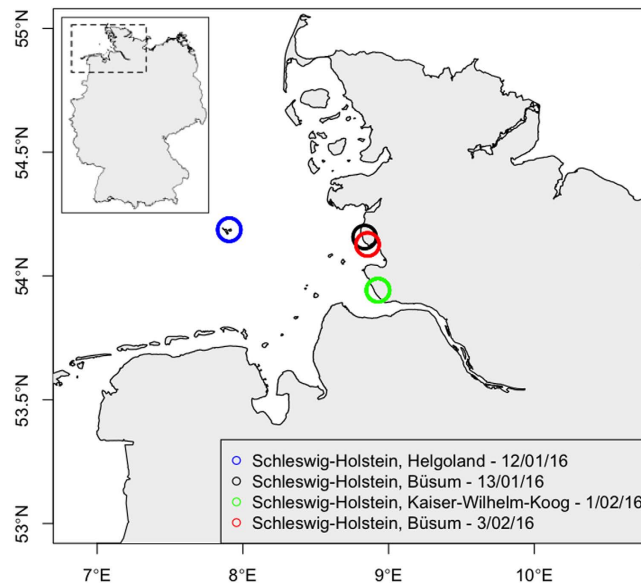 55°N
54.5°N
54°N
53.5°N
53°N
Schleswig-Holstein, Helgoland - 12/01/16
Schleswig-Holstein, Büsum - 13/01/16
Schleswig-Holstein, Kaiser-Wilhelm-Koog - 1/02/16
Schleswig-Holstein, Büsum - 3/02/16
7°E 8°E 9°E 10°E